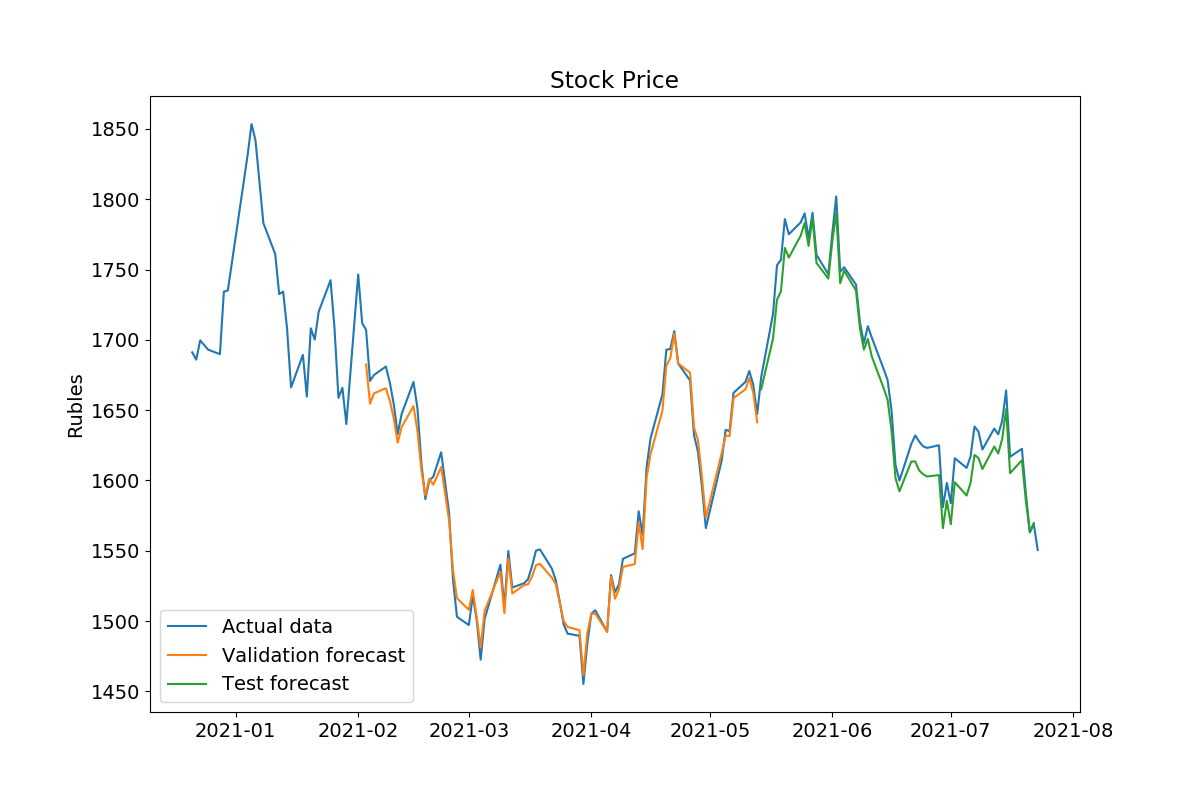 Stock Price
Rubles
1850
1800
1750
1700
1650
1600
1550
1500
1450
Actual data
Validation forecast
Test forecast
2021-01 2021-02 2021-03 2021-04 2021-05 2021-06 2021-07 2021-08